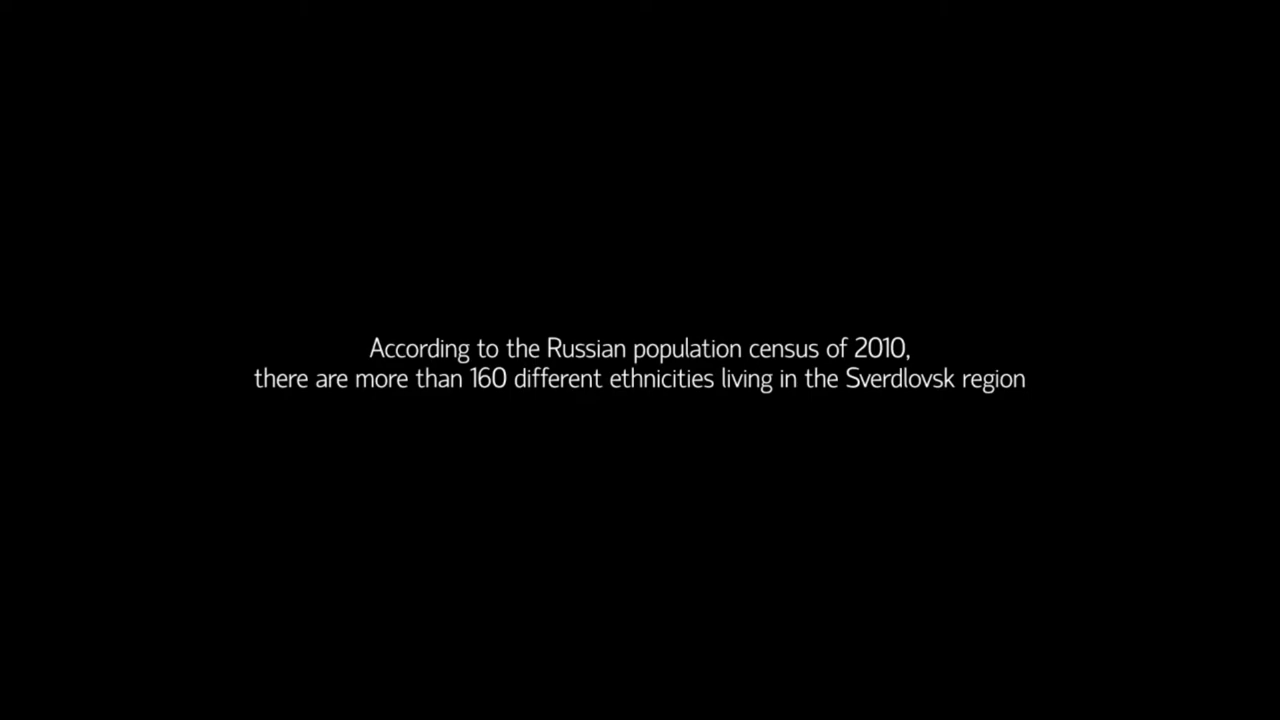 According to the Russian population census of 2010,
there are more than 160 different ethnicities living in the Sverdlovsk region